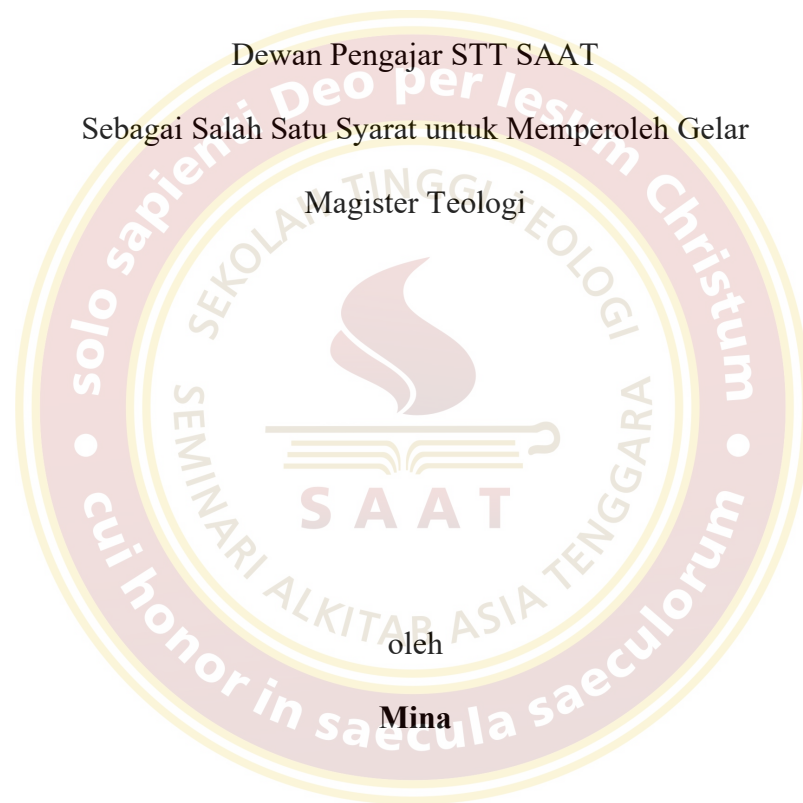 Dewan Pengajar STT SAAT
Sebagai Salah Satu Syarat untuk Memperoleh Gelar
Magister Teologi
oleh
Mina
solo sapienti Deo per Iesum Christum
SEKOLAH TINGGI TEOLOGI
SAAT
SEMINARI ALKITAB ASIA TENGGARA
cui honor in saecula saeculorum